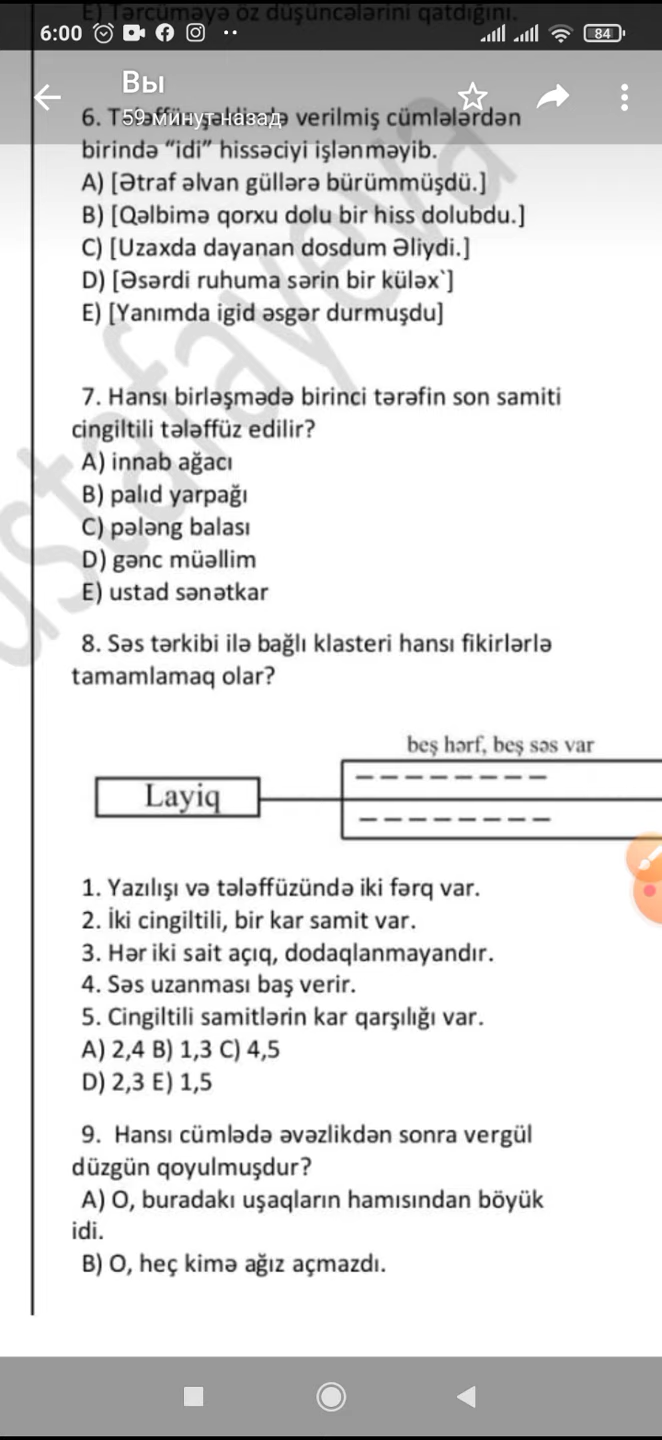 E) Tərcüməyə öz düşüncələrini qatdığını.
6:00
84
Вы
59 минут назад
6. verilmiş cümlələrdən
birində “idi” hissəciyi işlənməyib.
A) [Ətraf əlvan güllərə bürümmüşdü.]
B) [Qəlbimə qorxu dolu bir hiss dolubdu.]
C) [Uzaxda dayanan dosdum Əliydi.]
D) [Əsərdi ruhuma sərin bir küləx`]
E) [Yanımda igid əsgər durmuşdu]
7. Hansı birləşmədə birinci tərəfin son samiti
cingiltili tələffüz edilir?
A) innab ağacı
B) palıd yarpağı
C) pələng balası
D) gənc müəllim
E) ustad sənətkar
8. Səs tərkibi ilə bağlı klasteri hansı fikirlərlə
tamamlamaq olar?
beş hərf, beş səs var
Layiq
1. Yazılışı və tələffüzündə iki fərq var.
2. İki cingiltili, bir kar samit var.
3. Hər iki sait açıq, dodaqlanmayandır.
4. Səs uzanması baş verir.
5. Cingiltili samitlərin kar qarşılığı var.
A) 2,4 B) 1,3 C) 4,5
D) 2,3 E) 1,5
9. Hansı cümlədə əvəzlikdən sonra vergül
düzgün qoyulmuşdur?
A) O, buradakı uşaqların hamısından böyük
idi.
B) O, heç kimə ağız açmazdı.